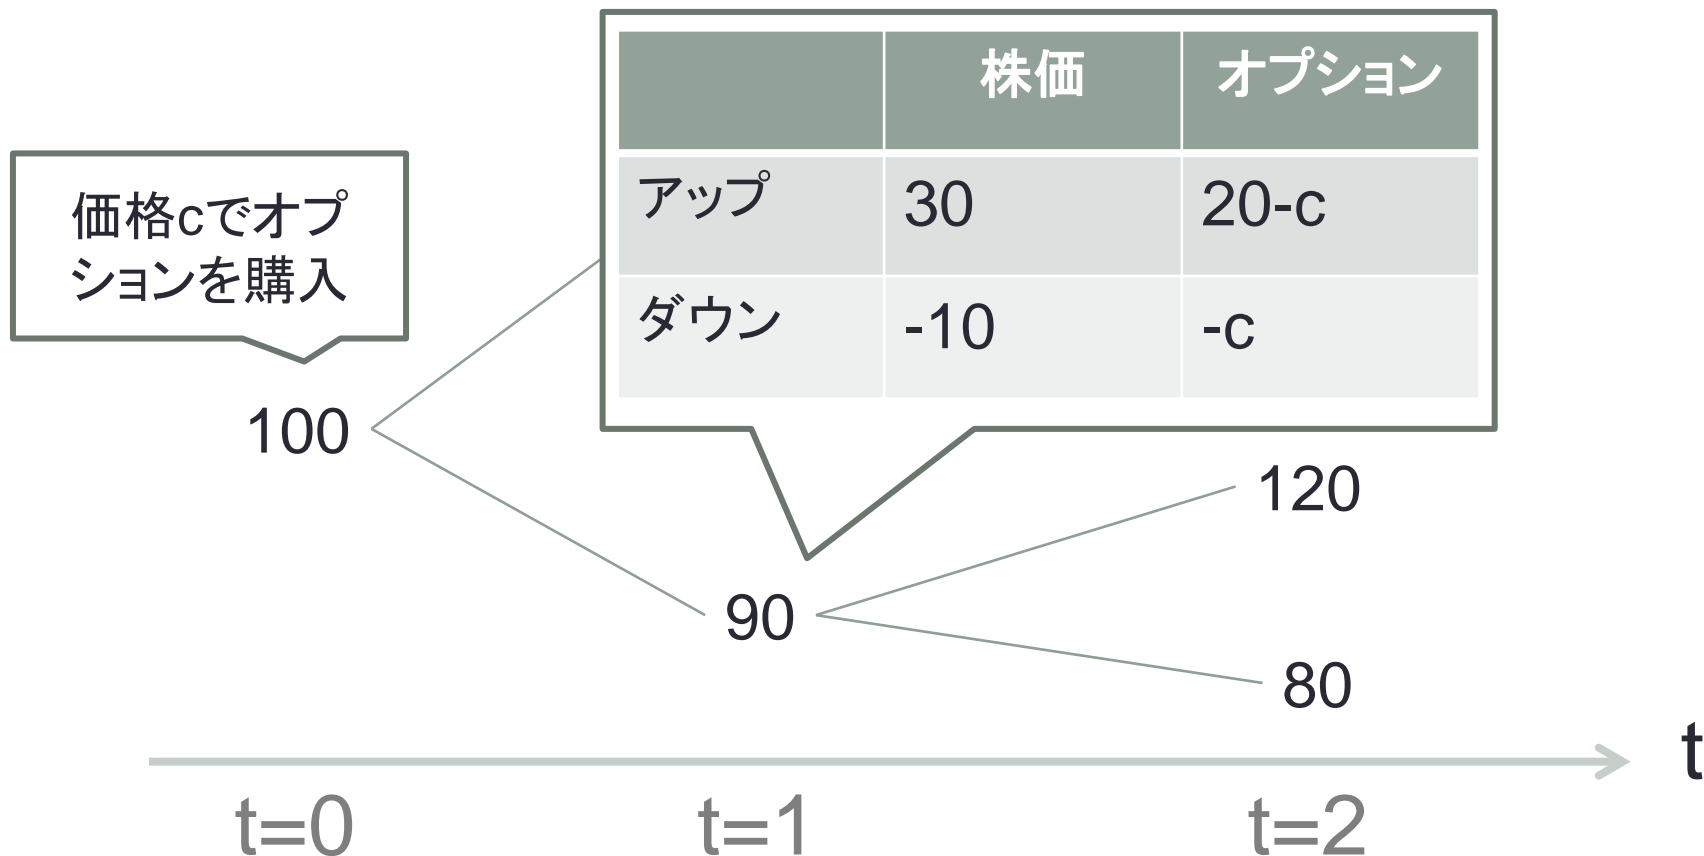 株価 オプション
アップ 30 20-c
ダウン -10 -c
価格cでオプ
ションを購入
100
120
90
80
t
t=0 t=1 t=2